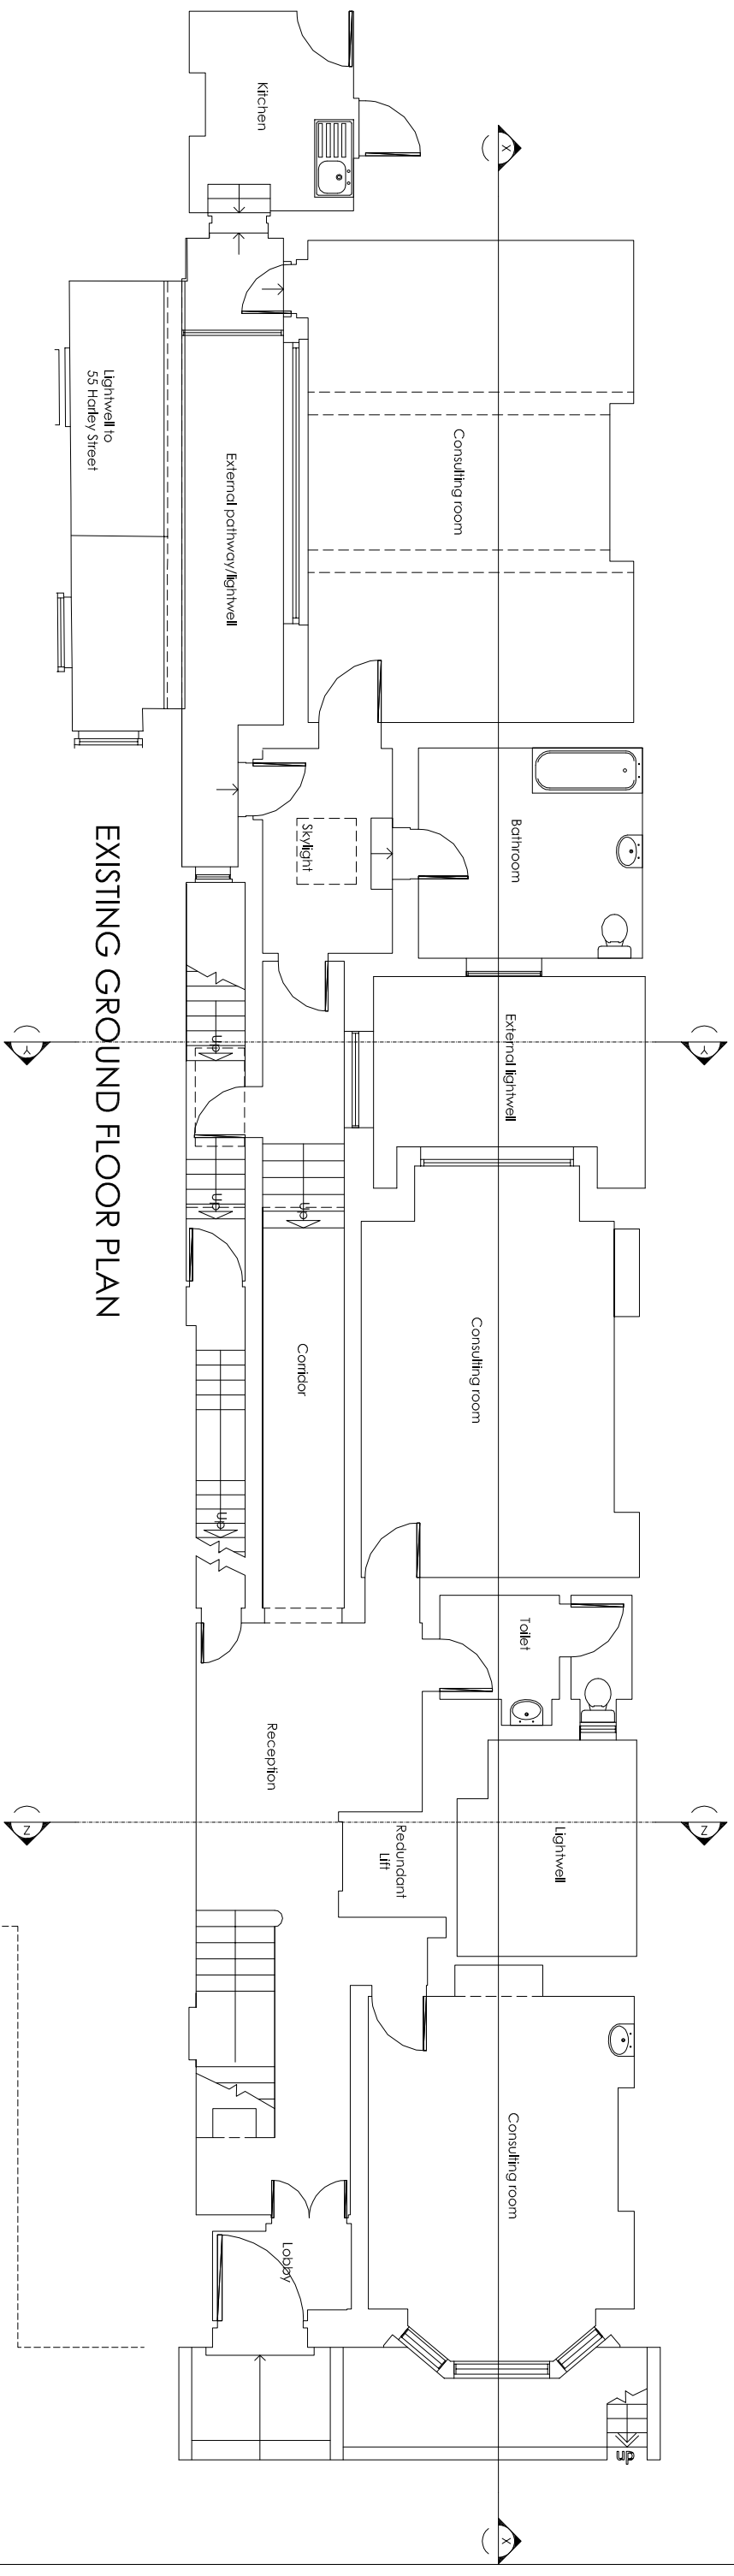 Kitchen
X
Lightwell to
55 Harley Street
External pathway/lightwell
Consulting room
Skylight
Bathroom
External lightwell
EXISTING GROUND FLOOR PLAN
Y
Y
Up
Up
Up
Up
Corridor
Consulting room
Toilet
Reception
Redundant
Lift
Lightwell
Z
Z
Consulting room
Lobby
up
X